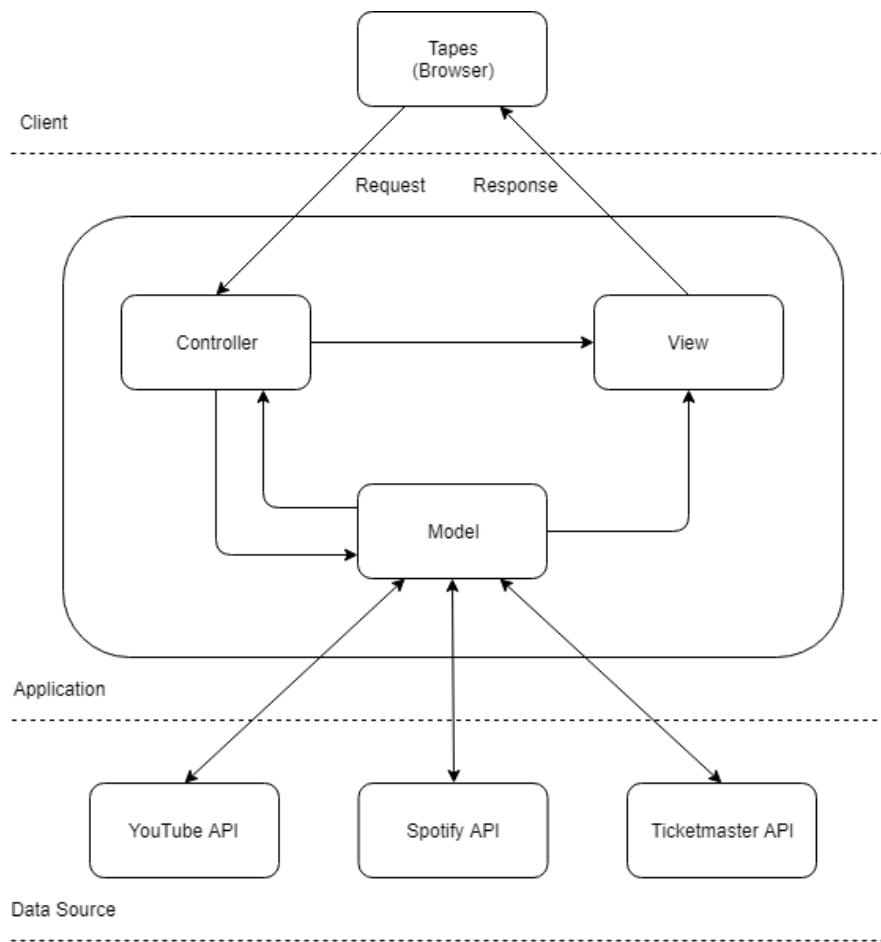 Tapes
(Browser)
Client
Request
Response
Controller
View
Model
Application
YouTube API
Spotify API
Ticketmaster API
Data Source